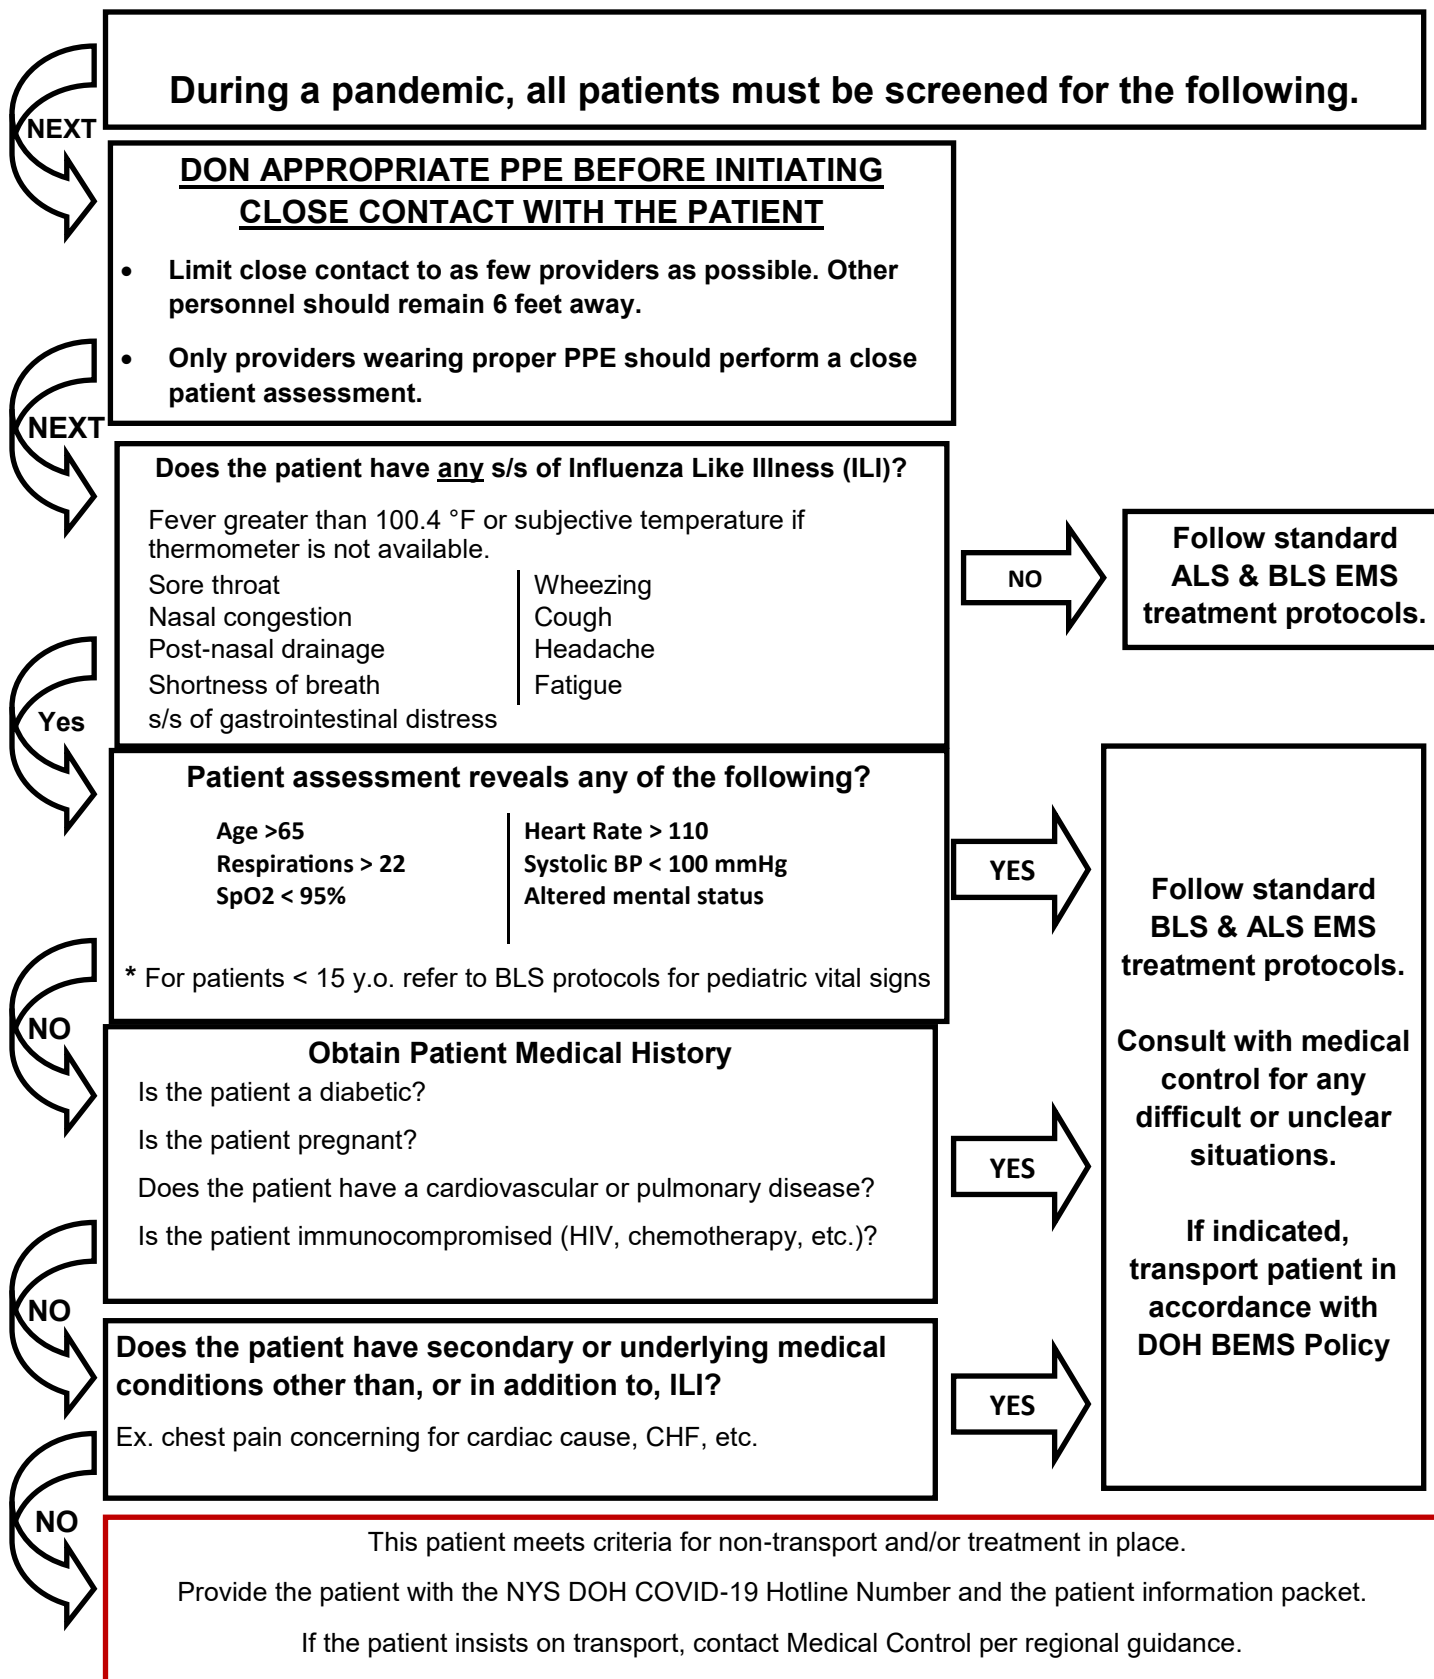 During a pandemic, all patients must be screened for the following.
NEXT
DON APPROPRIATE PPE BEFORE INITIATING
CLOSE CONTACT WITH THE PATIENT
• Limit close contact to as few providers as possible. Other
personnel should remain 6 feet away.
• Only providers wearing proper PPE should perform a close
patient assessment.
NEXT
Does the patient have any s/s of Influenza Like Illness (ILI)?
Fever greater than 100.4 °F or subjective temperature if
thermometer is not available.
Sore throat
Nasal congestion
Post-nasal drainage
Shortness of breath
s/s of gastrointestinal distress
Wheezing
Cough
Headache
Fatigue
NO
Follow standard
ALS & BLS EMS
treatment protocols.
Yes
Patient assessment reveals any of the following?
Age >65
Respirations > 22
SpO2 < 95%
Heart Rate > 110
Systolic BP < 100 mmHg
Altered mental status
* For patients < 15 y.o. refer to BLS protocols for pediatric vital signs
YES
Follow standard
BLS & ALS EMS
treatment protocols.
Consult with medical
control for any
difficult or unclear
situations.
If indicated,
transport patient in
accordance with
DOH BEMS Policy
NO
Obtain Patient Medical History
Is the patient a diabetic?
Is the patient pregnant?
Does the patient have a cardiovascular or pulmonary disease?
Is the patient immunocompromised (HIV, chemotherapy, etc.)?
YES
NO
Does the patient have secondary or underlying medical
conditions other than, or in addition to, ILI?
Ex. chest pain concerning for cardiac cause, CHF, etc.
YES
NO
This patient meets criteria for non-transport and/or treatment in place.
Provide the patient with the NYS DOH COVID-19 Hotline Number and the patient information packet.
If the patient insists on transport, contact Medical Control per regional guidance.